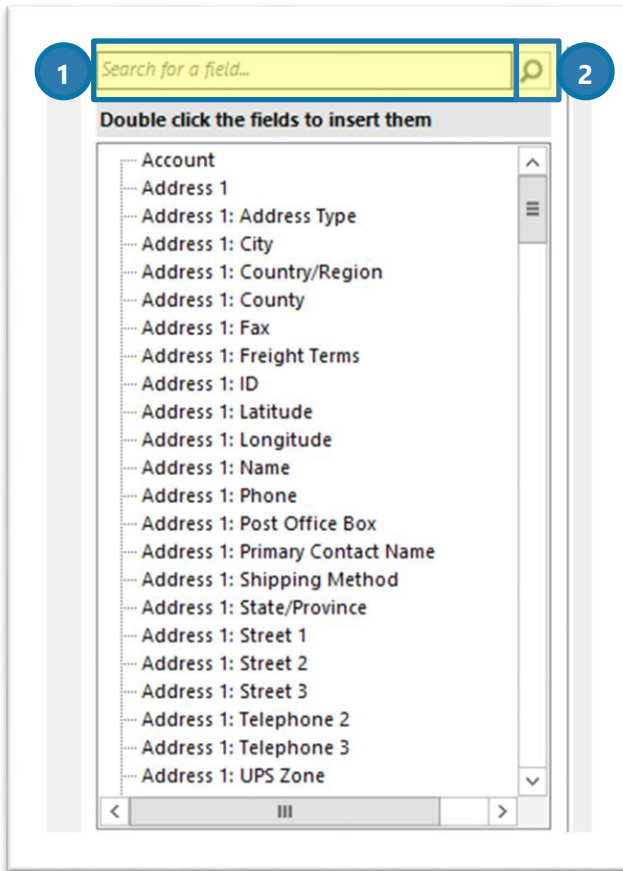 1
Search for a field...
2
Double click the fields to insert them
Account
Address 1
Address 1: Address Type
Address 1: City
Address 1: Country/Region
Address 1: County
Address 1: Fax
Address 1: Freight Terms
Address 1: ID
Address 1: Latitude
Address 1: Longitude
Address 1: Name
Address 1: Phone
Address 1: Post Office Box
Address 1: Primary Contact Name
Address 1: Shipping Method
Address 1: State/Province
Address 1: Street 1
Address 1: Street 2
Address 1: Street 3
Address 1: Telephone 2
Address 1: Telephone 3
Address 1: UPS Zone